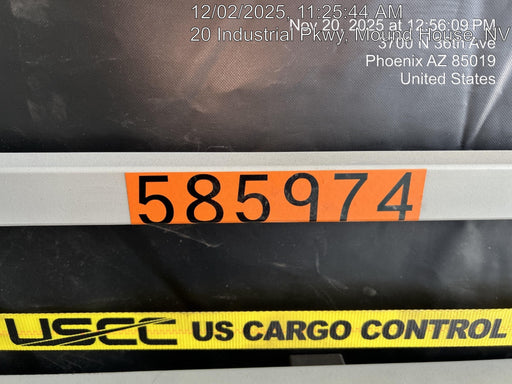 12/02/2025, 11:25:44 AM
Nov 20, 2025 at 12:56:09 PM
20 Industrial Pkwy, Mound House, NV
3700 N 36th Ave
Phoenix AZ 85019
United States
585974
USCC US CARGO CONTROL